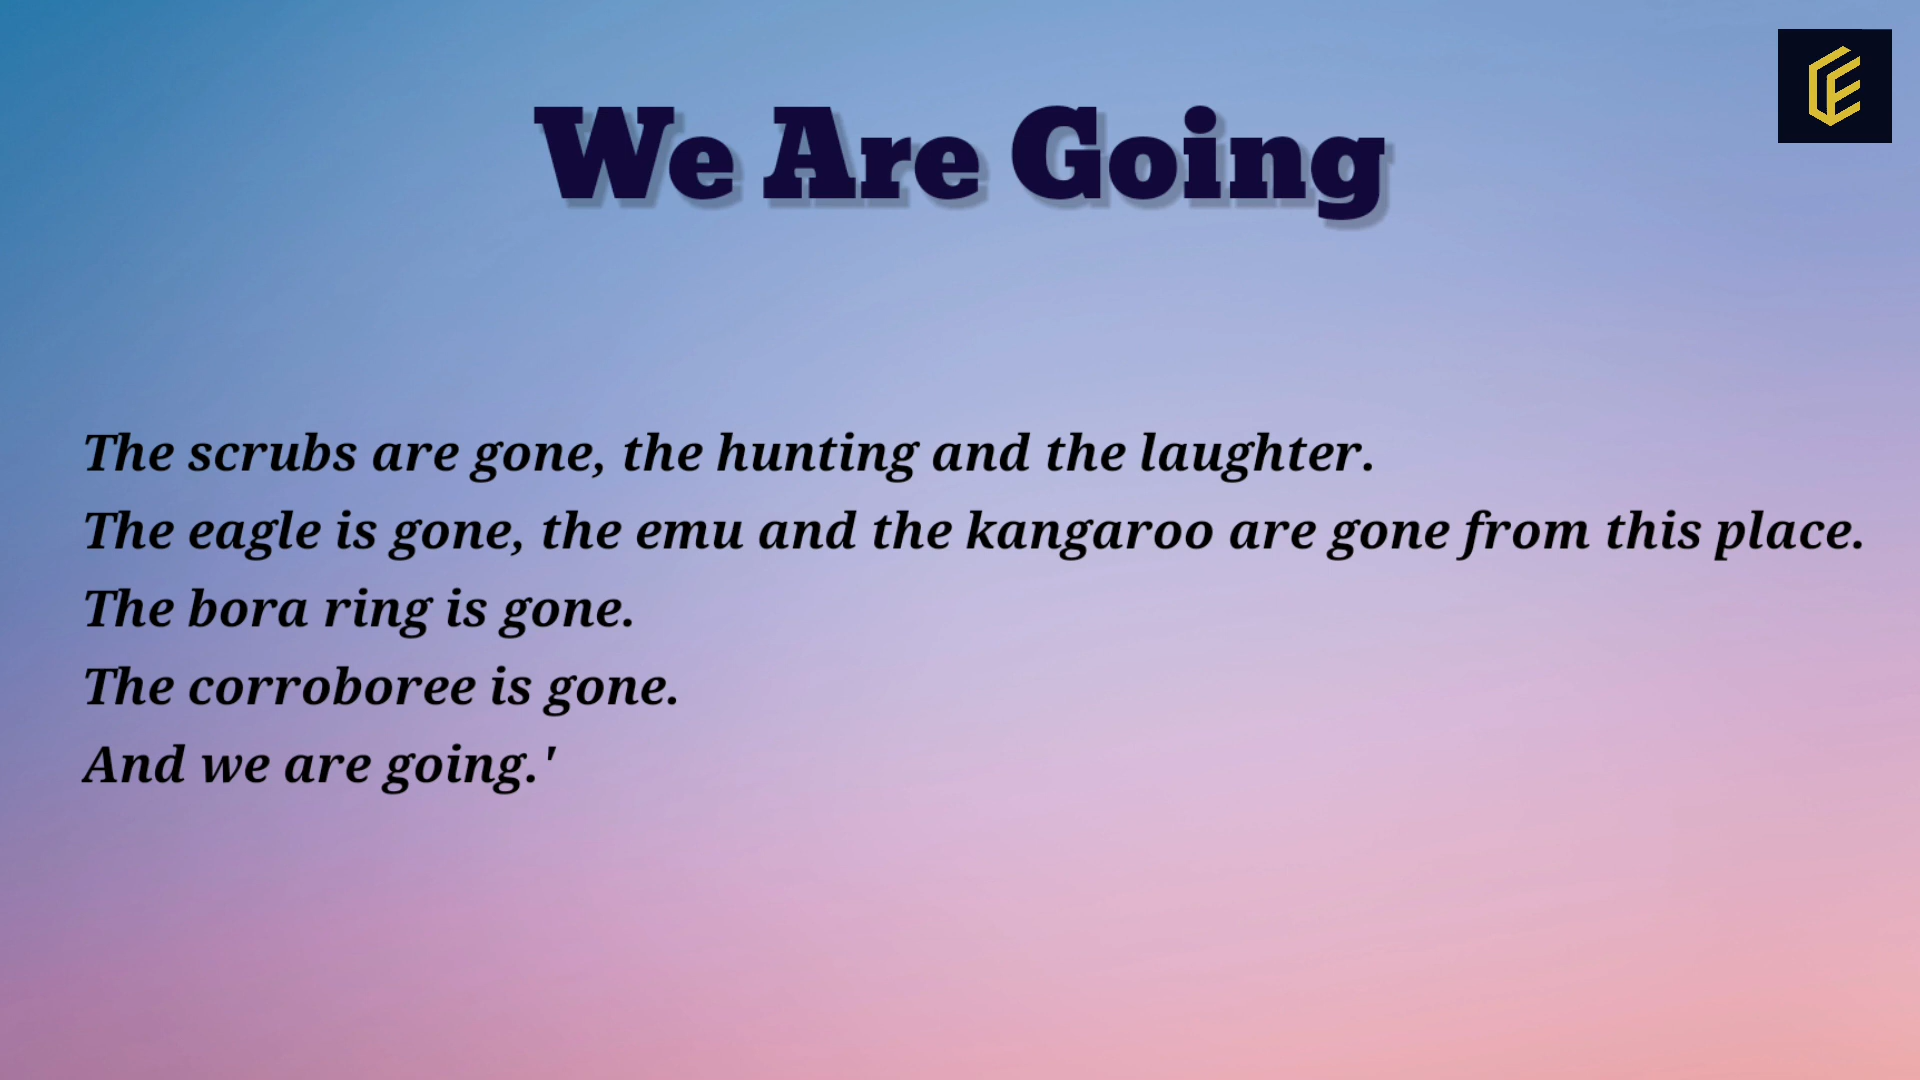 We Are Going
The scrubs are gone, the hunting and the laughter.
The eagle is gone, the emu and the kangaroo are gone from this place.
The bora ring is gone.
The corroboree is gone.
And we are going.'